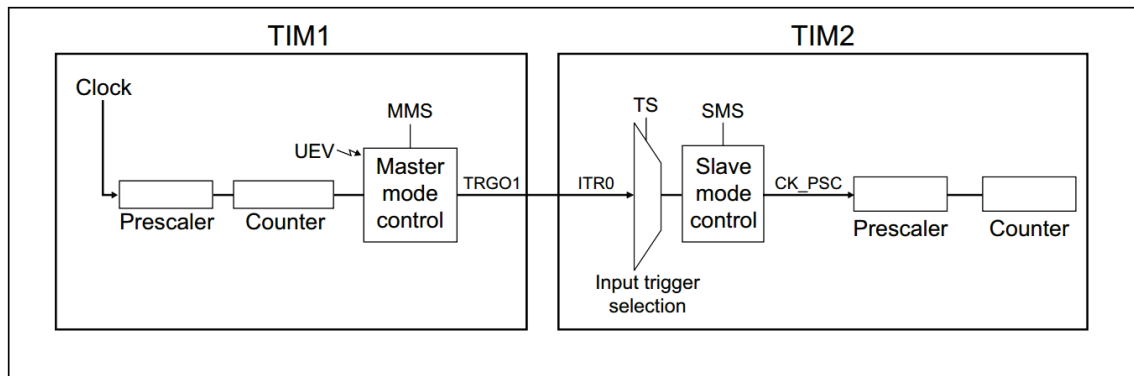 TIM1
TIM2
Clock
MMS
TS
SMS
UEV
Master
mode
control
TRGO1
ITR0
Slave
mode
control
CK_PSC
Prescaler
Counter
Prescaler
Counter
Input trigger
selection